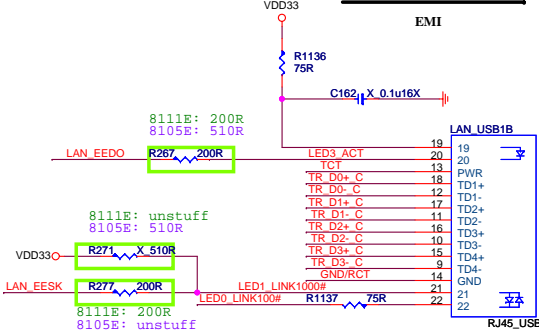 VDD33
EMI
R1136
75R
C162 X_0.1u16X
8111E: 200R
8105E: 510R
LAN_USB1B
LAN_EEDO R267 200R LED3_ACT 19 19
20 20
TCT 13 PWR
TR_D0+_C 18 TD1+
TR_D0-_C 12 TD1-
TR_D1+_C 17 TD2+
TR_D1-_C 11 TD2-
TR_D2+_C 16 TD3+
TR_D2-_C 10 TD3-
TR_D3+_C 15 TD4+
TR_D3-_C 9 TD4-
GND/RCT 14 GND
8111E: unstuff
8105E: 510R
VDD33 R271 X_510R
LAN_EESK R277 200R LED1_LINK1000# 21 21
LED0_LINK100# R1137 75R 22 22
8111E: 200R
8105E: unstuff
RJ45_USB